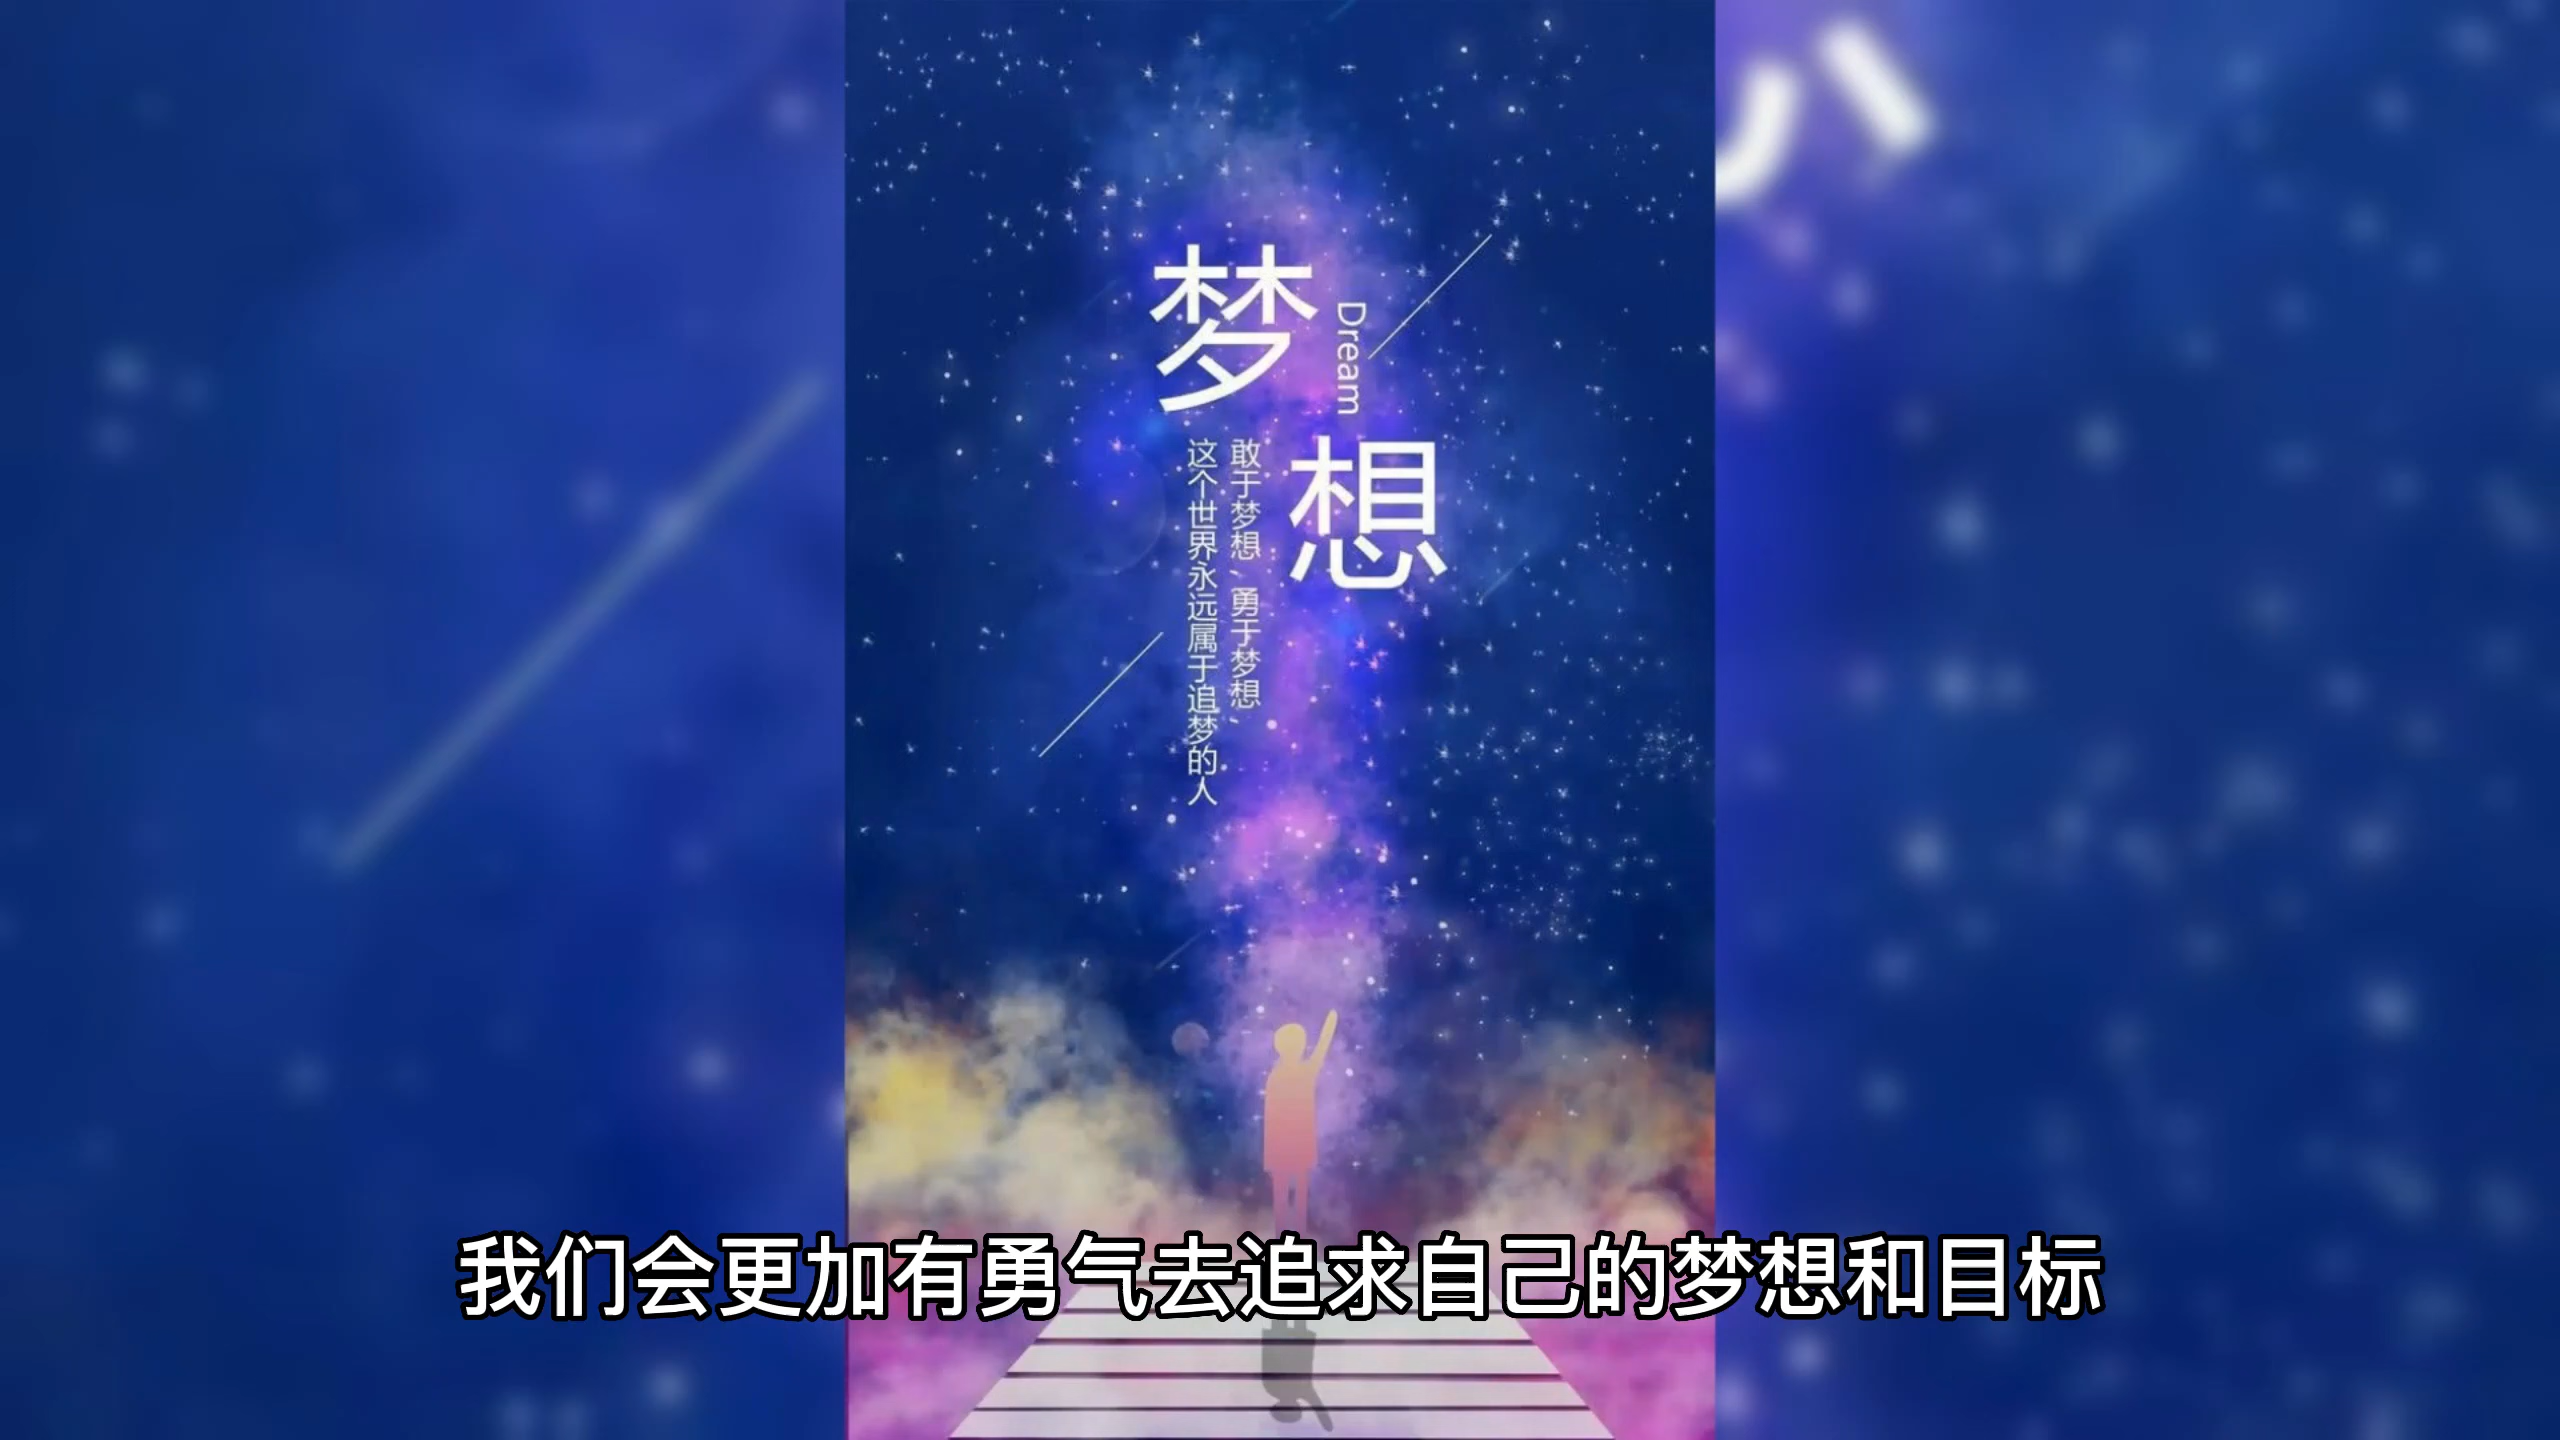 梦
Dream
想
敢于梦想，勇于梦想，
这个世界永远属于追梦的人
我们会更加有勇气去追求自己的梦想和目标